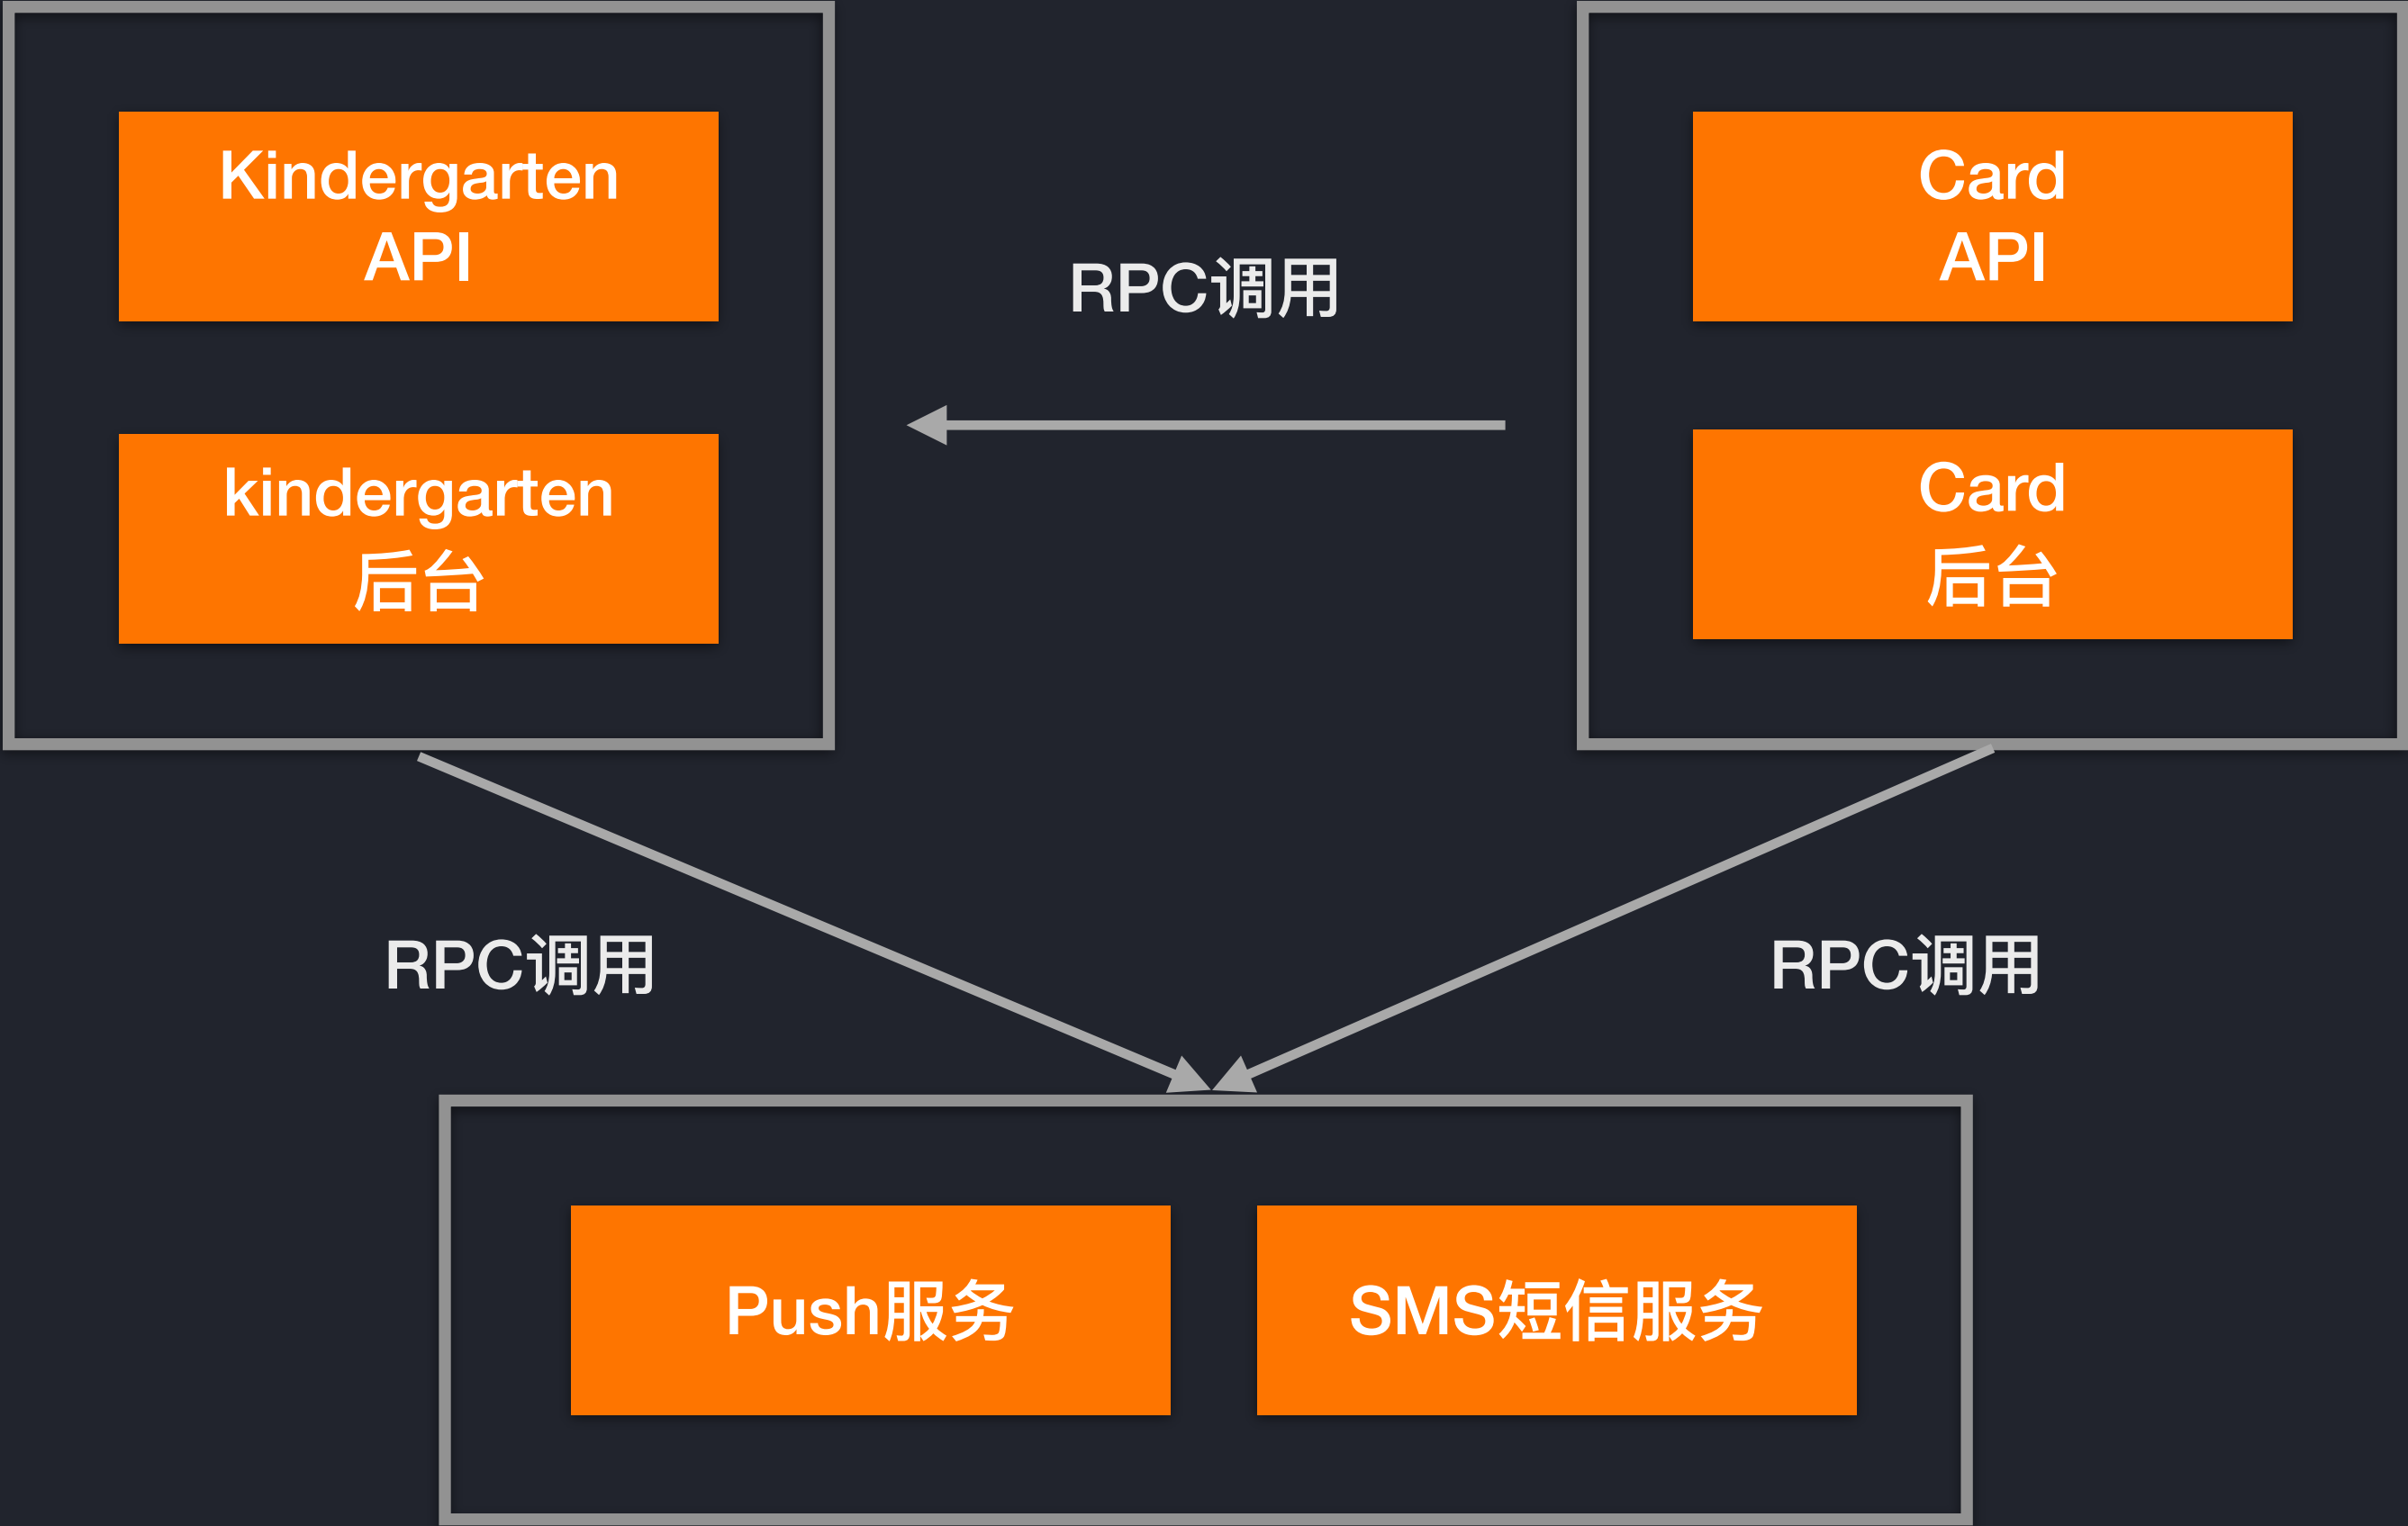 Kindergarten
API
RPC调用
Card
API
kindergarten
后台
Card
后台
RPC调用
RPC调用
Push服务
SMS短信服务